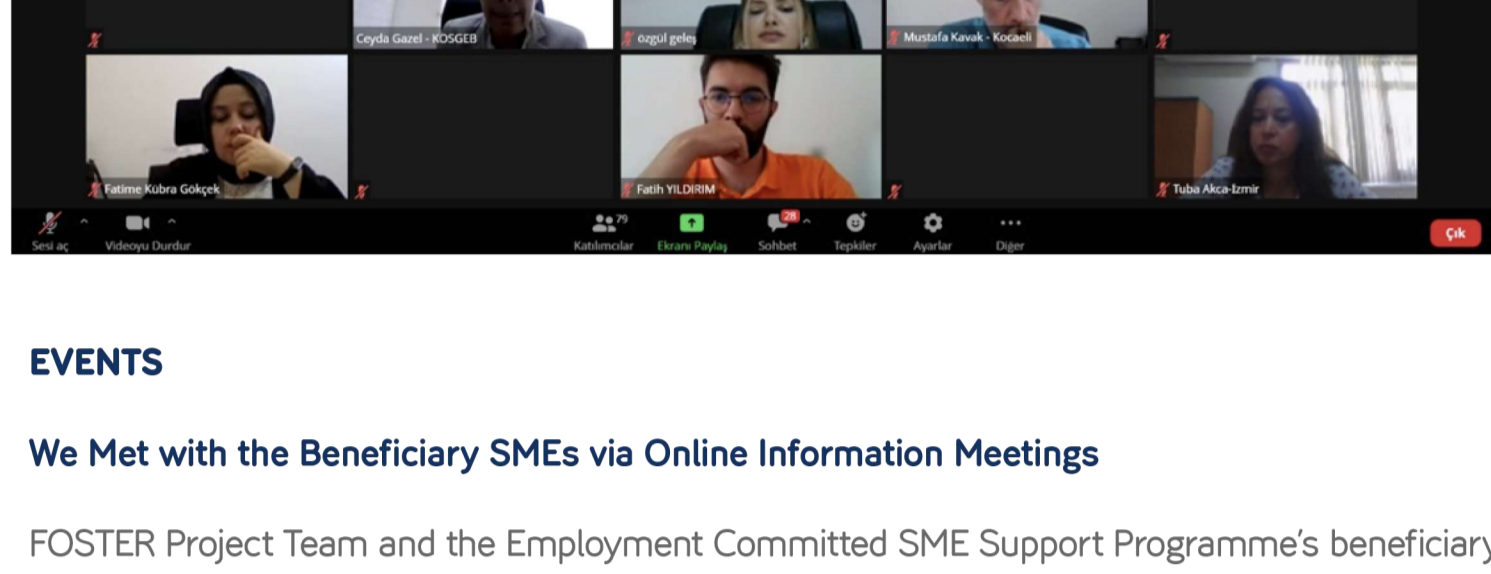 Ceyda Gazel - KOSGEB
özgül geleş
Mustafa Kavak - Kocaeli
Fatime Kübra Gökçek
Fatih YILDIRIM
Tuba Akca-İzmir
79
28
Sesi aç
Videoyu Durdur
Katılımcılar
Ekranı Paylaş
Sohbet
Tepkiler
Ayarlar
Diğer
Çık
EVENTS
We Met with the Beneficiary SMEs via Online Information Meetings
FOSTER Project Team and the Employment Committed SME Support Programme's beneficiary